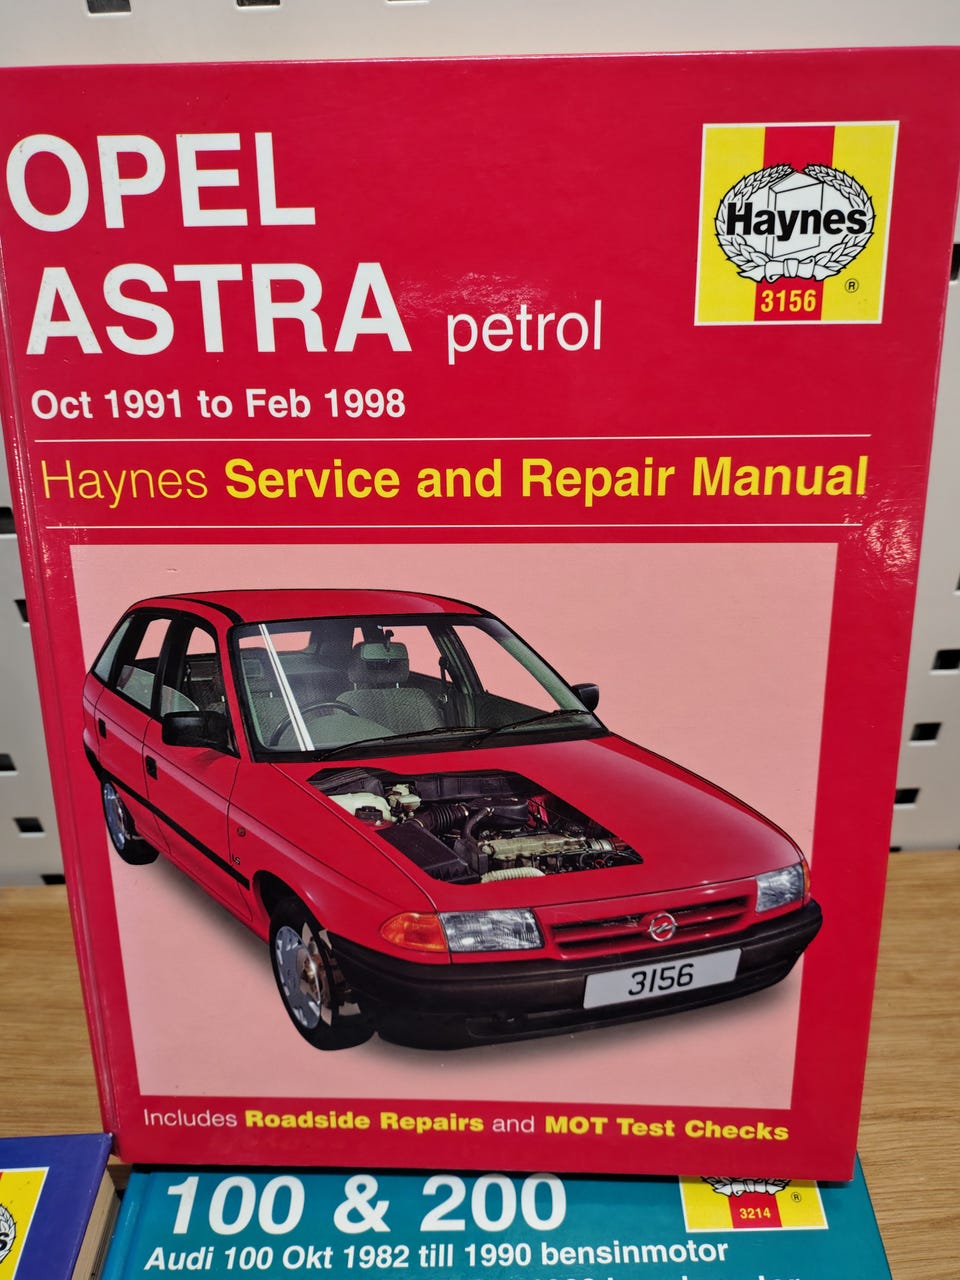 OPEL
ASTRA petrol
Oct 1991 to Feb 1998
Haynes
®
3156
Haynes Service and Repair Manual
LS
3156
Includes Roadside Repairs and MOT Test Checks
100 & 200
®
3214
Audi 100 Okt 1982 till 1990 bensinmotor